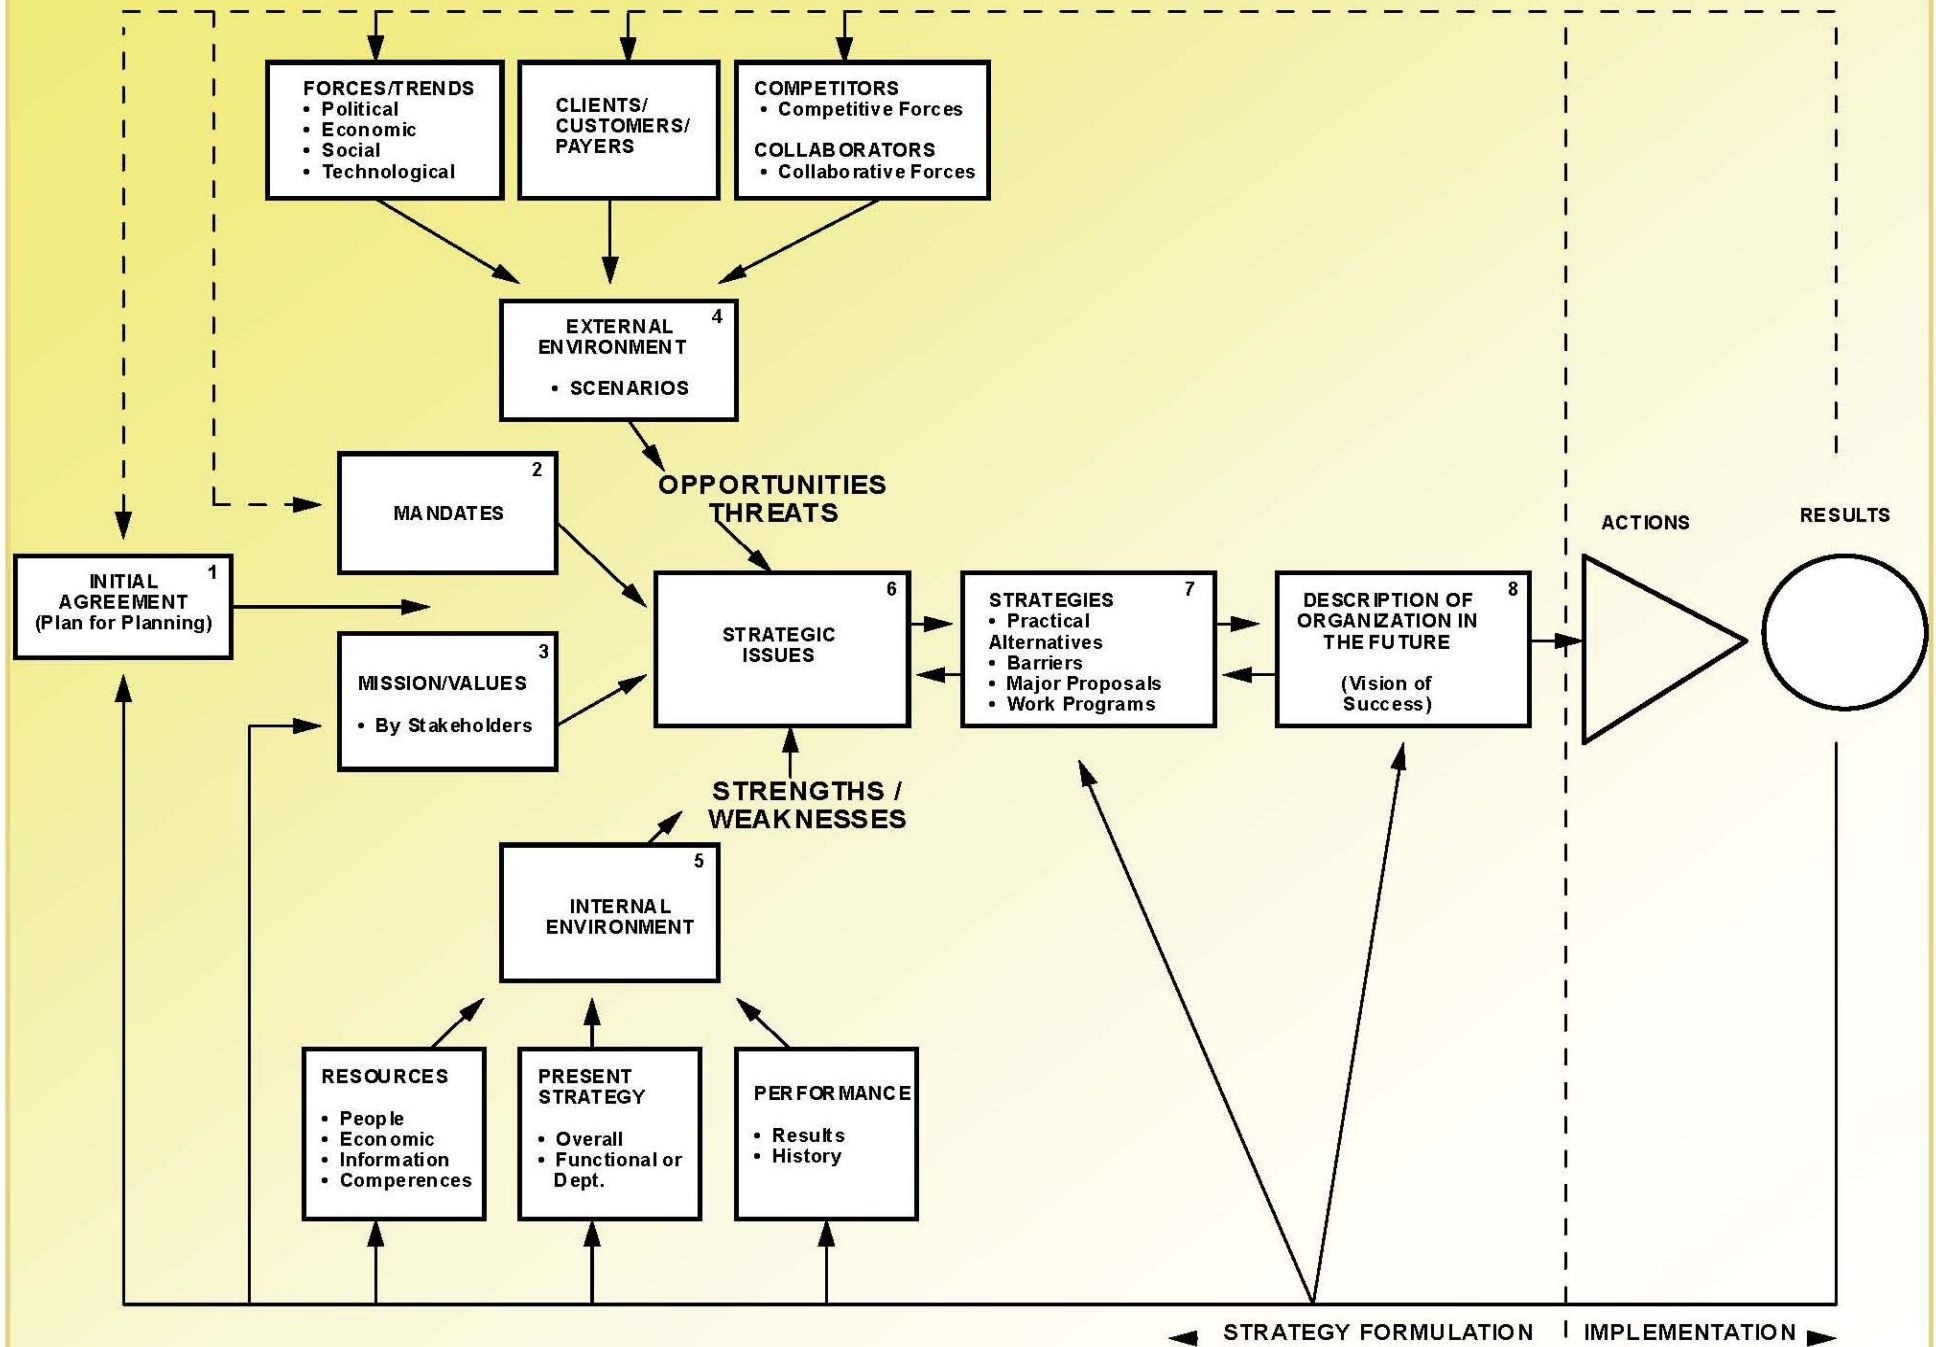 FORCES/TRENDS
• Political
• Economic
• Social
• Technological
CLIENTS/
CUSTOMERS/
PAYERS
COMPETITORS
• Competitive Forces
COLLABORATORS
• Collaborative Forces
4
EXTERNAL
ENVIRONMENT
• SCENARIOS
2
MANDATES
OPPORTUNITIES
THREATS
1
INITIAL
AGREEMENT
(Plan for Planning)
3
MISSION/VALUES
• By Stakeholders
6
STRATEGIC
ISSUES
7
STRATEGIES
• Practical
Alternatives
• Barriers
• Major Proposals
• Work Programs
8
DESCRIPTION OF
ORGANIZATION IN
THE FUTURE
(Vision of
Success)
ACTIONS
RESULTS
STRENGTHS /
WEAKNESSES
5
INTERNAL
ENVIRONMENT
RESOURCES
• People
• Economic
• Information
• Comperences
PRESENT
STRATEGY
• Overall
• Functional or
Dept.
PERFORMANCE
• Results
• History
STRATEGY FORMULATION
IMPLEMENTATION